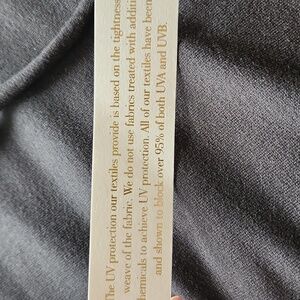 The UV protection our textiles provide is based on the tightness
weave of the fabric. We do not use fabrics treated with additi
hemicals to achieve UV protection. All of our textiles have been
and shown to block over 95% of both UVA and UVB.